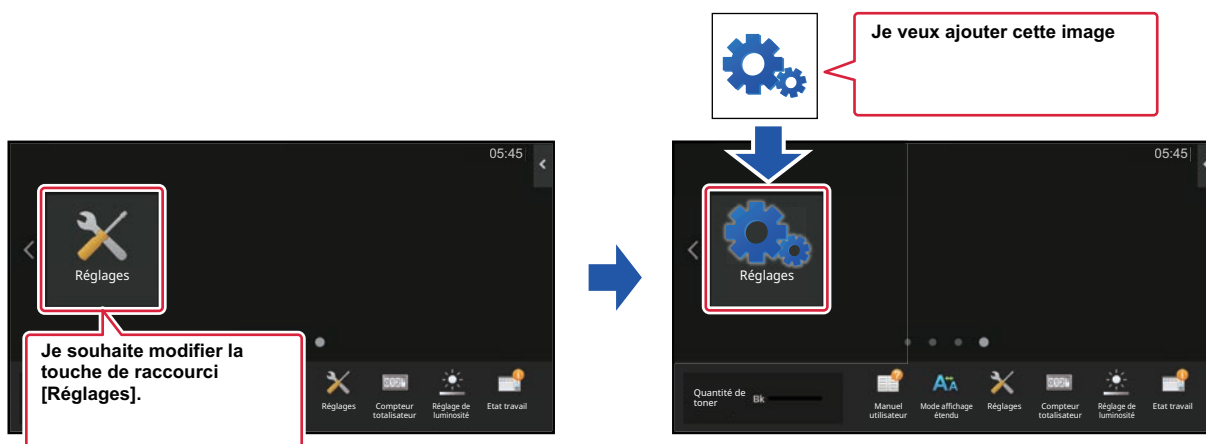 Je veux ajouter cette image
05:45
Réglages
Je souhaite modifier la
touche de raccourci
[Réglages].
Réglages
Compteur
totalisateur
Réglage de
luminosité
Etat travail
05:45
Réglages
Quantité de
toner
Bk
Manuel
utilisateur
Mode affichage
étendu
Réglages
Compteur
totalisateur
Réglage de
luminosité
Etat travail